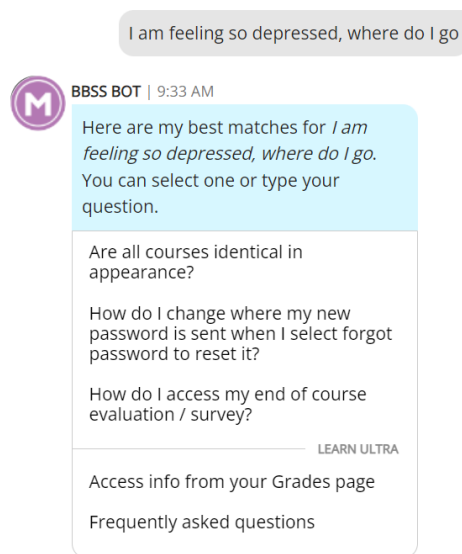 I am feeling so depressed, where do I go
M
BBSS BOT | 9:33 AM
Here are my best matches for I am
feeling so depressed, where do I go.
You can select one or type your
question.
Are all courses identical in
appearance?
How do I change where my new
password is sent when I select forgot
password to reset it?
How do I access my end of course
evaluation / survey?
LEARN ULTRA
Access info from your Grades page
Frequently asked questions